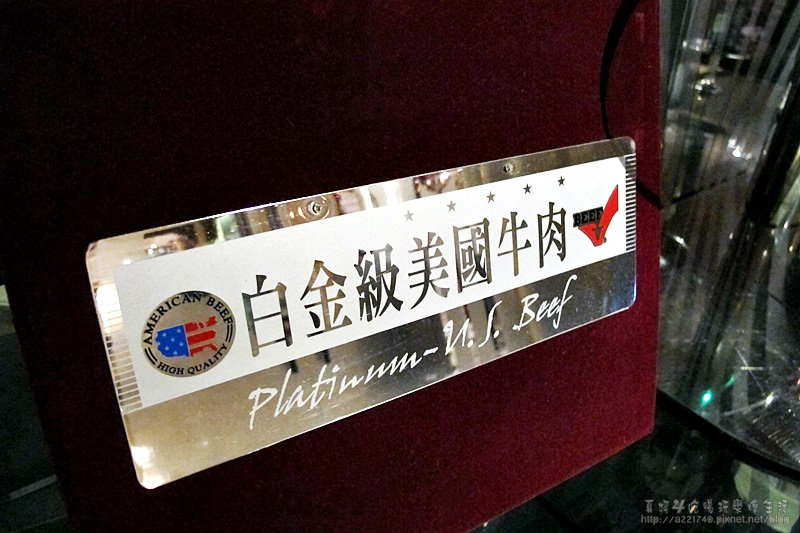 白金級美國牛肉
BEEF
AMERICAN BEEF
HIGH QUALITY
Platinum-U.S. Beef
http://a221740.pixnet.net/blog